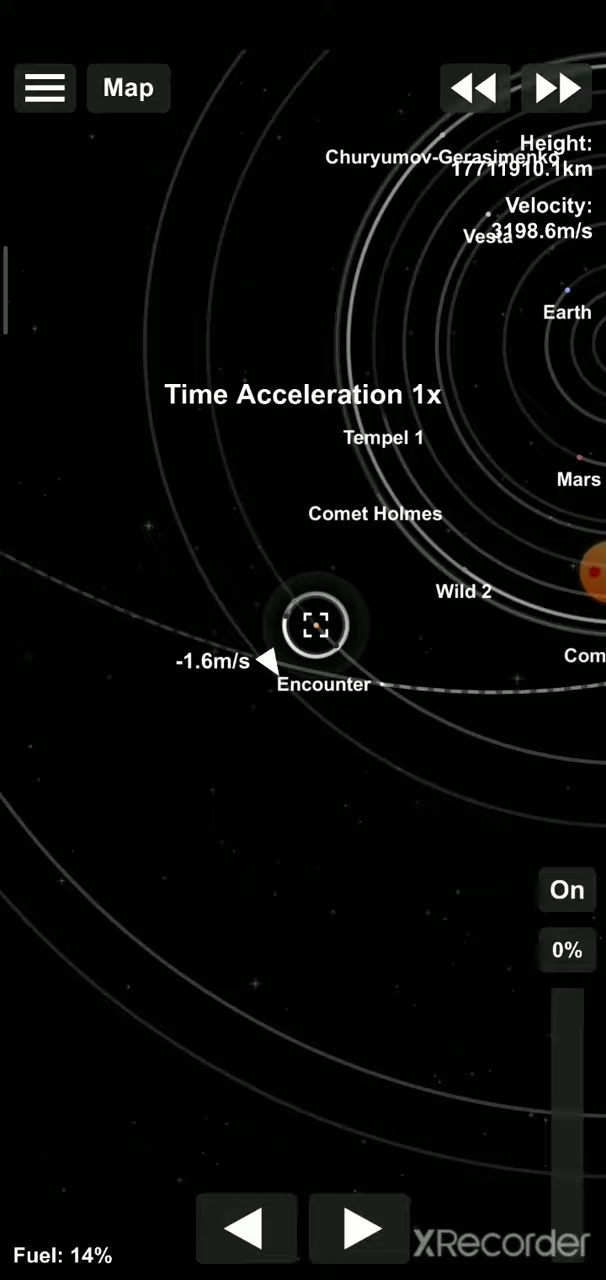 Map
Churyumov-Gerasimenko
Height:
17711910.1km
Velocity:
3198.6m/s
Vesta
Earth
Time Acceleration 1x
Tempel 1
Mars
Comet Holmes
Wild 2
Com
-1.6m/s
Encounter
On
0%
Fuel: 14%
XRecorder